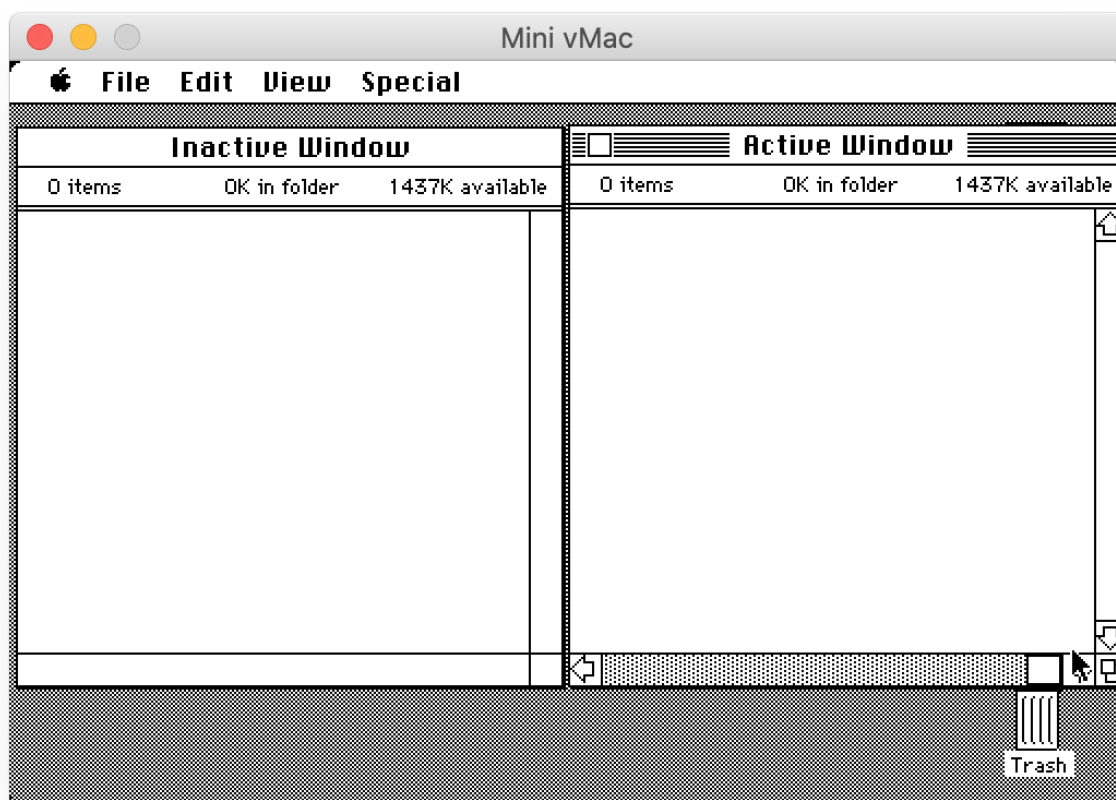 Mini vMac
File Edit View Special
Inactive Window
0 items 0K in folder 1437K available
Active Window
0 items 0K in folder 1437K available
Trash